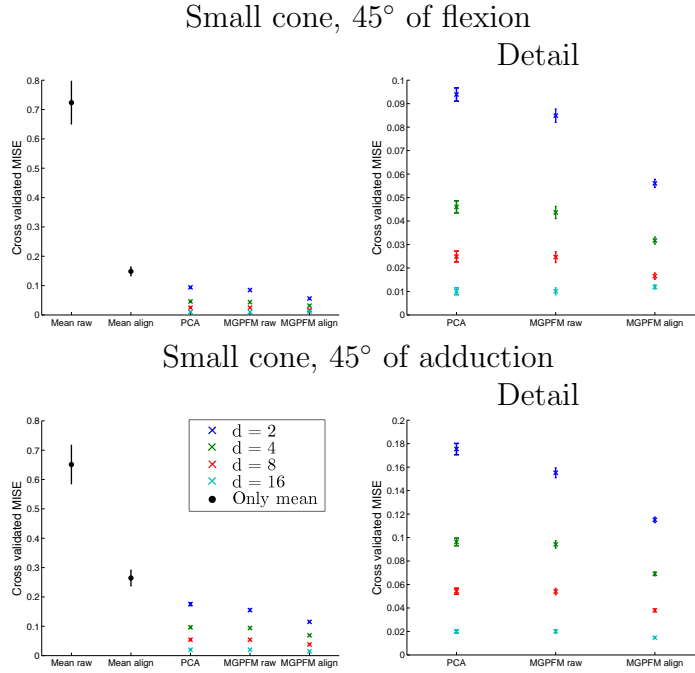 Small cone, 45° of flexion
Detail
Cross validated MISE
0.8
0.7
0.6
0.5
0.4
0.3
0.2
0.1
0
Mean raw Mean align PCA MGPFM raw MGPFM align
Cross validated MISE
0.1
0.09
0.08
0.07
0.06
0.05
0.04
0.03
0.02
0.01
0
PCA MGPFM raw MGPFM align
Small cone, 45° of adduction
Detail
Cross validated MISE
0.8
0.7
0.6
0.5
0.4
0.3
0.2
0.1
0
d = 2
d = 4
d = 8
d = 16
Only mean
Mean raw Mean align PCA MGPFM raw MGPFM align
Cross validated MISE
0.2
0.18
0.16
0.14
0.12
0.1
0.08
0.06
0.04
0.02
0
PCA MGPFM raw MGPFM align